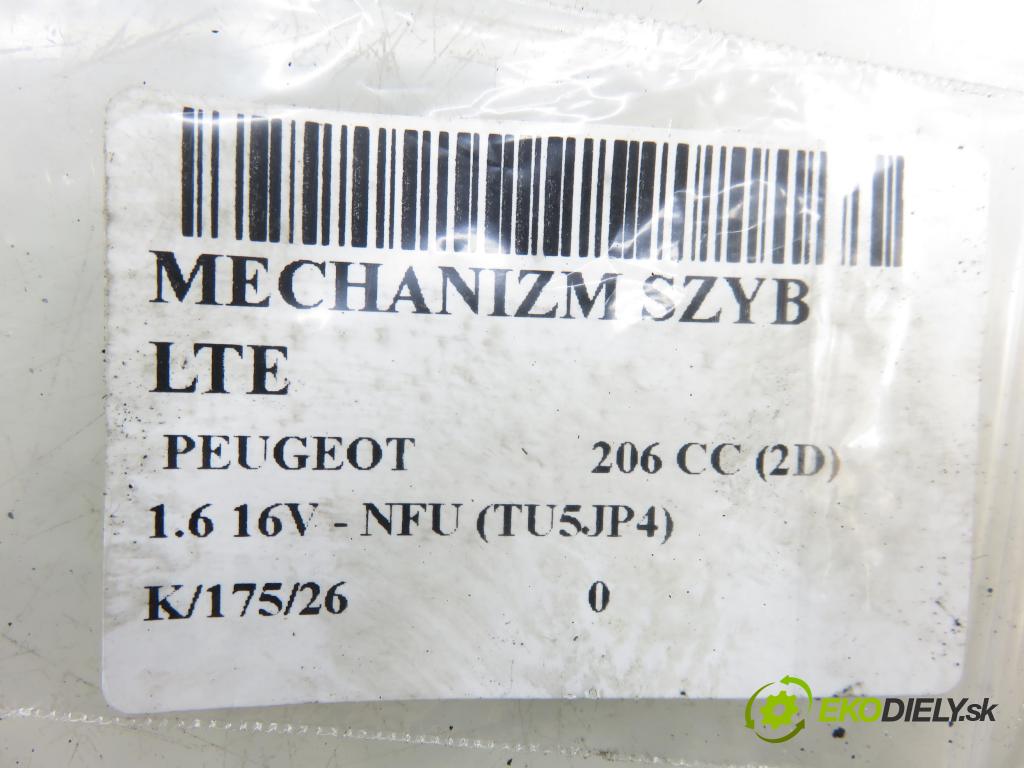 MECHANIZM SZYB
LTE
PEUGEOT 206 CC (2D)
1.6 16V - NFU (TU5JP4)
K/175/26 0
EKODIELY.sk